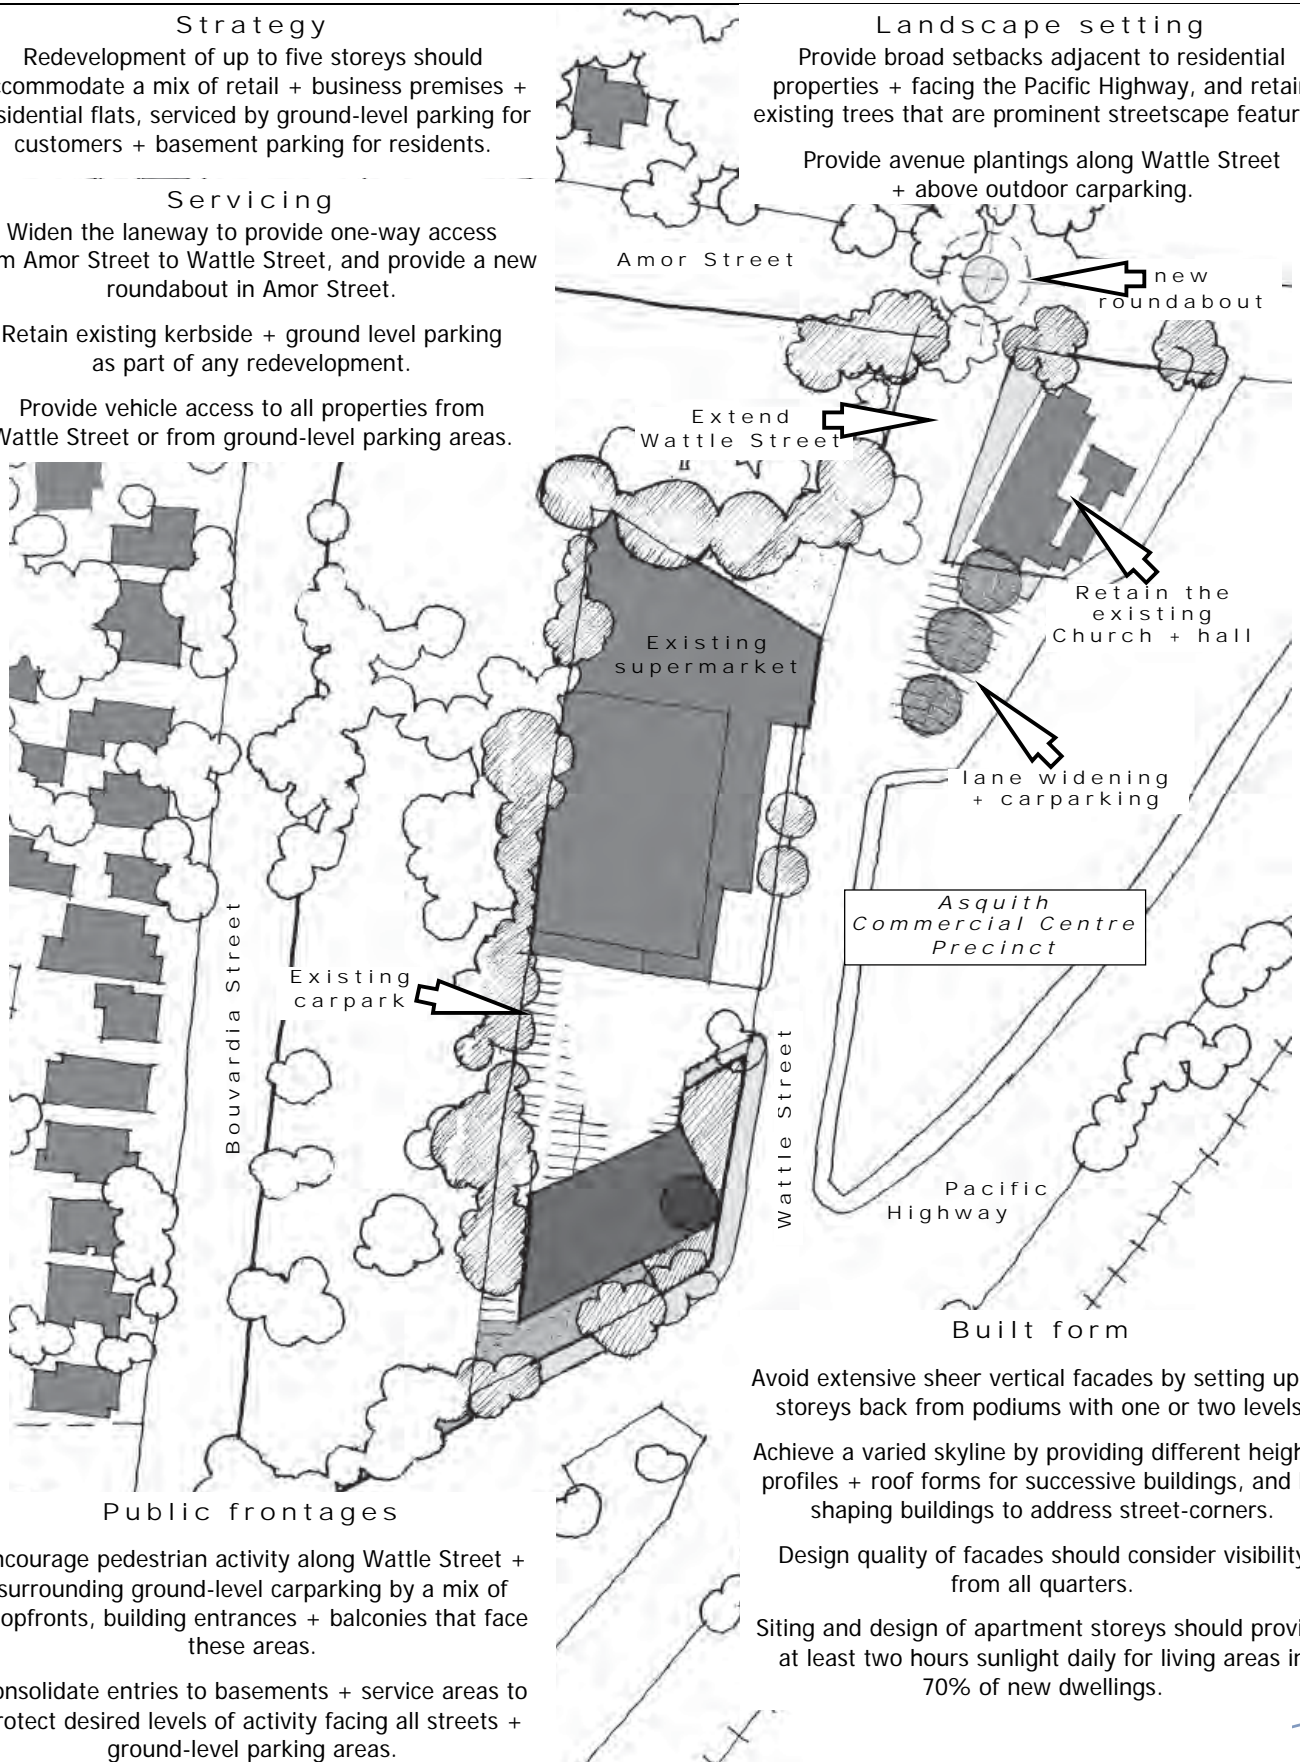 Strategy
Redevelopment of up to five storeys should
ccommodate a mix of retail + business premises +
sidential flats, serviced by ground-level parking for
customers + basement parking for residents.
Servicing
Widen the laneway to provide one-way access
m Amor Street to Wattle Street, and provide a new
roundabout in Amor Street.
Retain existing kerbside + ground level parking
as part of any redevelopment.
Provide vehicle access to all properties from
Wattle Street or from ground-level parking areas.
Landscape setting
Provide broad setbacks adjacent to residential
properties + facing the Pacific Highway, and retain
existing trees that are prominent streetscape featur
Provide avenue plantings along Wattle Street
+ above outdoor carparking.
Amor Street
new
roundabout
Extend
Wattle Street
Retain the
existing
Church + hall
Existing
supermarket
lane widening
+ carparking
Asquith
Commercial Centre
Precinct
Existing
carpark
Bouvardia Street
Wattle Street
Pacific
Highway
Public frontages
ncourage pedestrian activity along Wattle Street +
surrounding ground-level carparking by a mix of
opfronts, building entrances + balconies that face
these areas.
onsolidate entries to basements + service areas to
rotect desired levels of activity facing all streets +
ground-level parking areas.
Built form
Avoid extensive sheer vertical facades by setting up
storeys back from podiums with one or two levels
Achieve a varied skyline by providing different heigh
profiles + roof forms for successive buildings, and
shaping buildings to address street-corners.
Design quality of facades should consider visibility
from all quarters.
Siting and design of apartment storeys should provi
at least two hours sunlight daily for living areas in
70% of new dwellings.